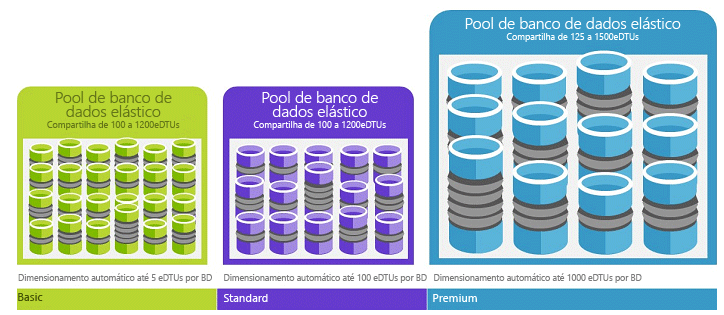 Pool de banco de
dados elástico
Compartilha de 100 a 1200eDTUs
Dimensionamento automático até 5 eDTUs por BD
Basic
Pool de banco de
dados elástico
Compartilha de 100 a 1200eDTUs
Dimensionamento automático até 100 eDTUs por BD
Standard
Pool de banco de dados elástico
Compartilha de 125 a 1500eDTUs
Dimensionamento automático até 1000 eDTUs por BD
Premium